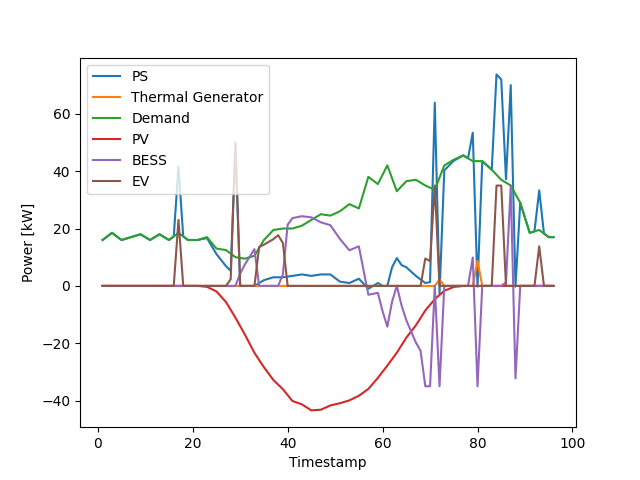 PS
Thermal Generator
Demand
PV
BESS
EV
Power [kW]
60
40
20
0
−20
−40
0 20 40 60 80 100
Timestamp